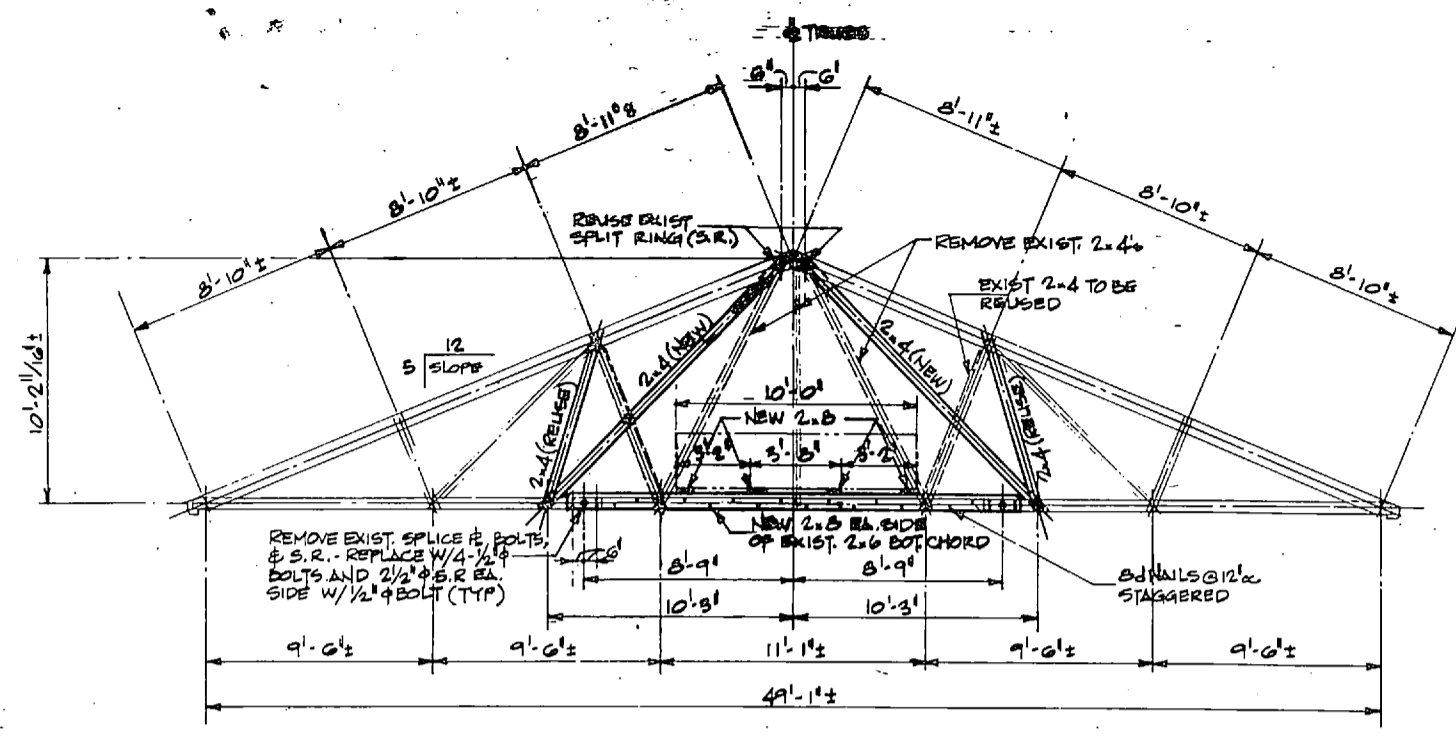 ℄ TRUSS
6" 6"
8'-11"±
8'-11"±
8'-10"±
8'-10"±
8'-10"±
8'-10"±
REUSE EXIST
SPLIT RING (S.R.)
REMOVE EXIST. 2x4's
EXIST 2x4 TO BE
REUSED
10'-2 11/16"±
12
5 SLOPE
2x4 (NEW)
2x4 (NEW)
2x4 (REUSE)
2x4 (REUSE)
10'-0"
NEW 2x8
3'-2" 3'-8" 3'-2"
NEW 2x8 EA. SIDE
OF EXIST. 2x6 BOT. CHORD
REMOVE EXIST. SPLICE PL, BOLTS,
& S.R. - REPLACE W/4-1/2"φ
BOLTS AND 2 1/2"φ S.R EA.
SIDE W/ 1/2"φ BOLT (TYP)
6"
8'-9" 8'-9"
8d NAILS @ 12"oc
STAGGERED
10'-3" 10'-3"
9'-6"± 9'-6"± 11'-1"± 9'-6"± 9'-6"±
49'-1"±